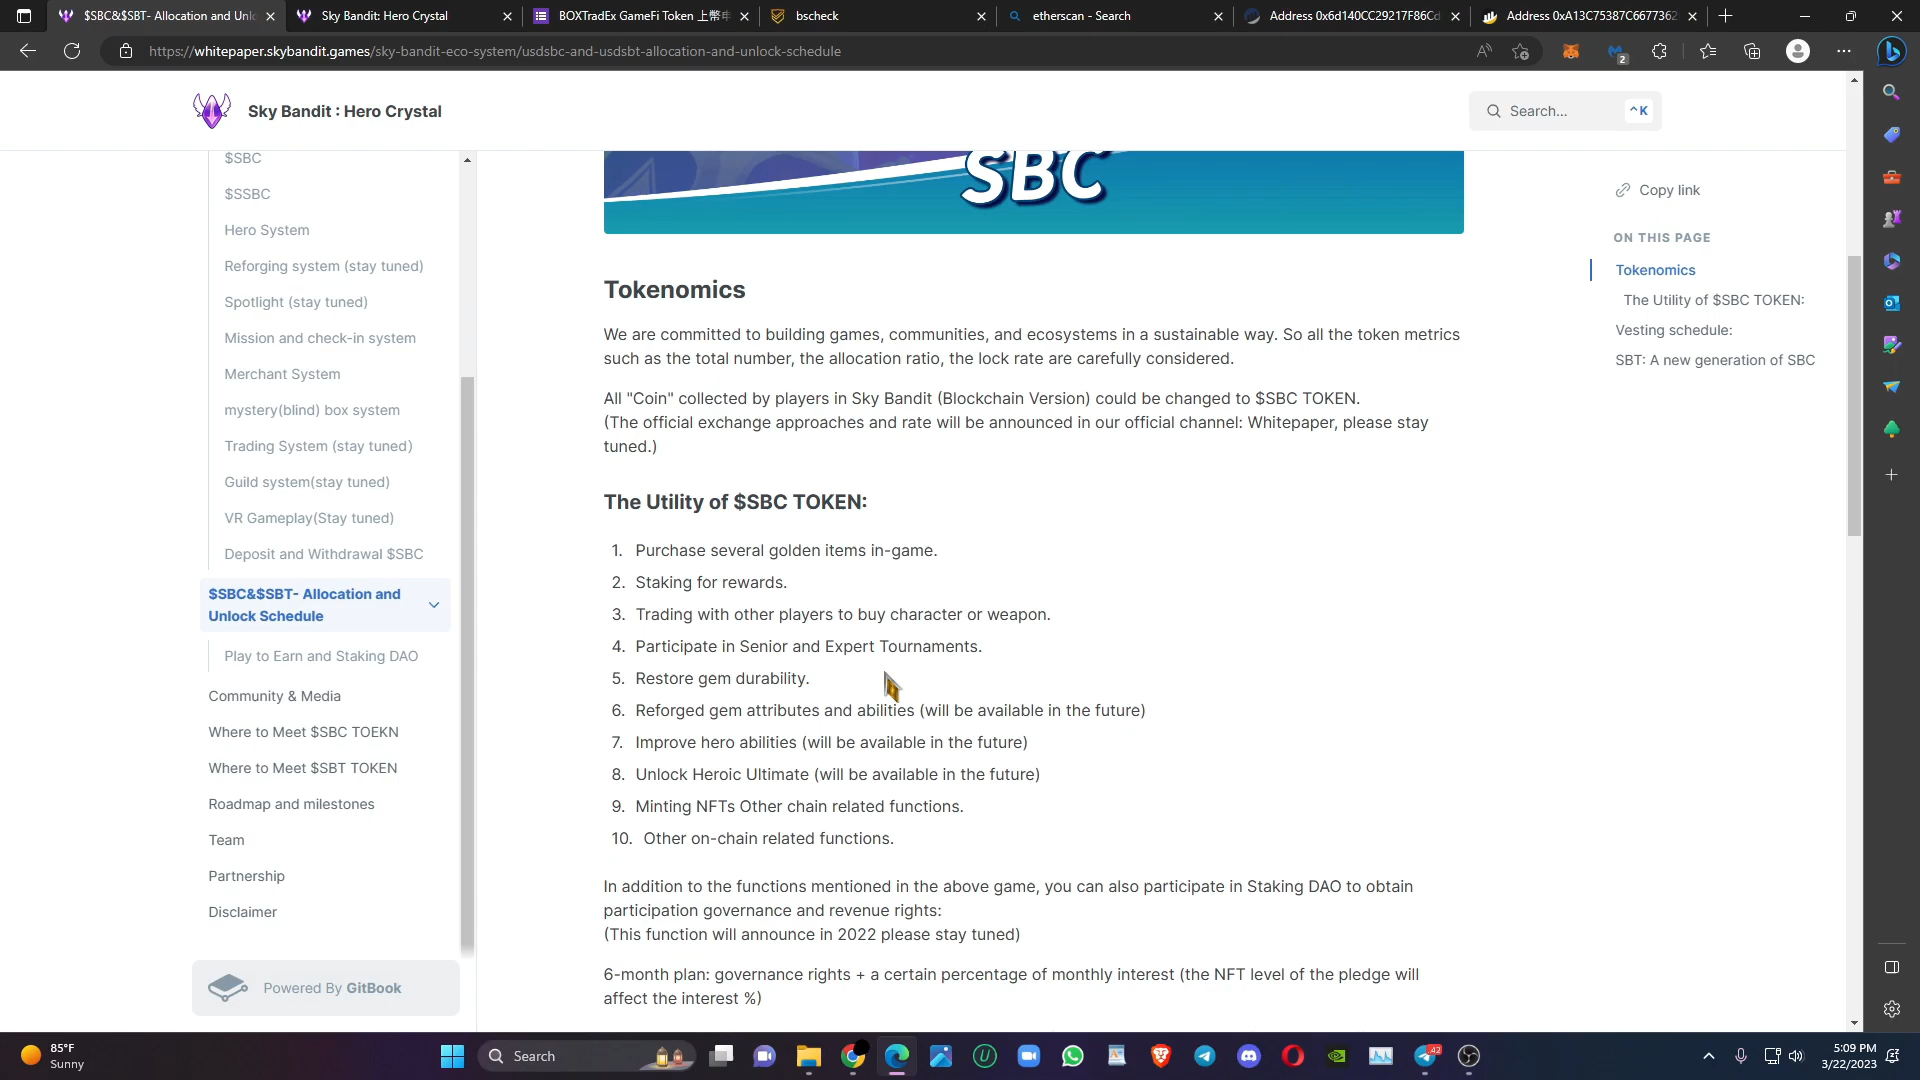 $SBC&$SBT- Allocation and Unlo
Sky Bandit: Hero Crystal
BOXTradEx GameFi Token 上幣申
bscheck
etherscan - Search
Address 0x6d140CC29217F86Cd
Address 0xA13C75387C6677362
https://whitepaper.skybandit.games/sky-bandit-eco-system/usdsbc-and-usdsbt-allocation-and-unlock-schedule
2
Sky Bandit : Hero Crystal
Search...
^K
$SBC
$SSBC
Hero System
Reforging system (stay tuned)
Spotlight (stay tuned)
Mission and check-in system
Merchant System
mystery(blind) box system
Trading System (stay tuned)
Guild system(stay tuned)
VR Gameplay(Stay tuned)
Deposit and Withdrawal $SBC
$SBC&$SBT- Allocation and
Unlock Schedule
Play to Earn and Staking DAO
Community & Media
Where to Meet $SBC TOEKN
Where to Meet $SBT TOKEN
Roadmap and milestones
Team
Partnership
Disclaimer
Powered By GitBook
SBC
Tokenomics
We are committed to building games, communities, and ecosystems in a sustainable way. So all the token metrics
such as the total number, the allocation ratio, the lock rate are carefully considered.
All "Coin" collected by players in Sky Bandit (Blockchain Version) could be changed to $SBC TOKEN.
(The official exchange approaches and rate will be announced in our official channel: Whitepaper, please stay
tuned.)
The Utility of $SBC TOKEN:
1. Purchase several golden items in-game.
2. Staking for rewards.
3. Trading with other players to buy character or weapon.
4. Participate in Senior and Expert Tournaments.
5. Restore gem durability.
6. Reforged gem attributes and abilities (will be available in the future)
7. Improve hero abilities (will be available in the future)
8. Unlock Heroic Ultimate (will be available in the future)
9. Minting NFTs Other chain related functions.
10. Other on-chain related functions.
In addition to the functions mentioned in the above game, you can also participate in Staking DAO to obtain
participation governance and revenue rights:
(This function will announce in 2022 please stay tuned)
6-month plan: governance rights + a certain percentage of monthly interest (the NFT level of the pledge will
affect the interest %)
Copy link
ON THIS PAGE
Tokenomics
The Utility of $SBC TOKEN:
Vesting schedule:
SBT: A new generation of SBC
85°F
Sunny
Search
42
5:09 PM
3/22/2023